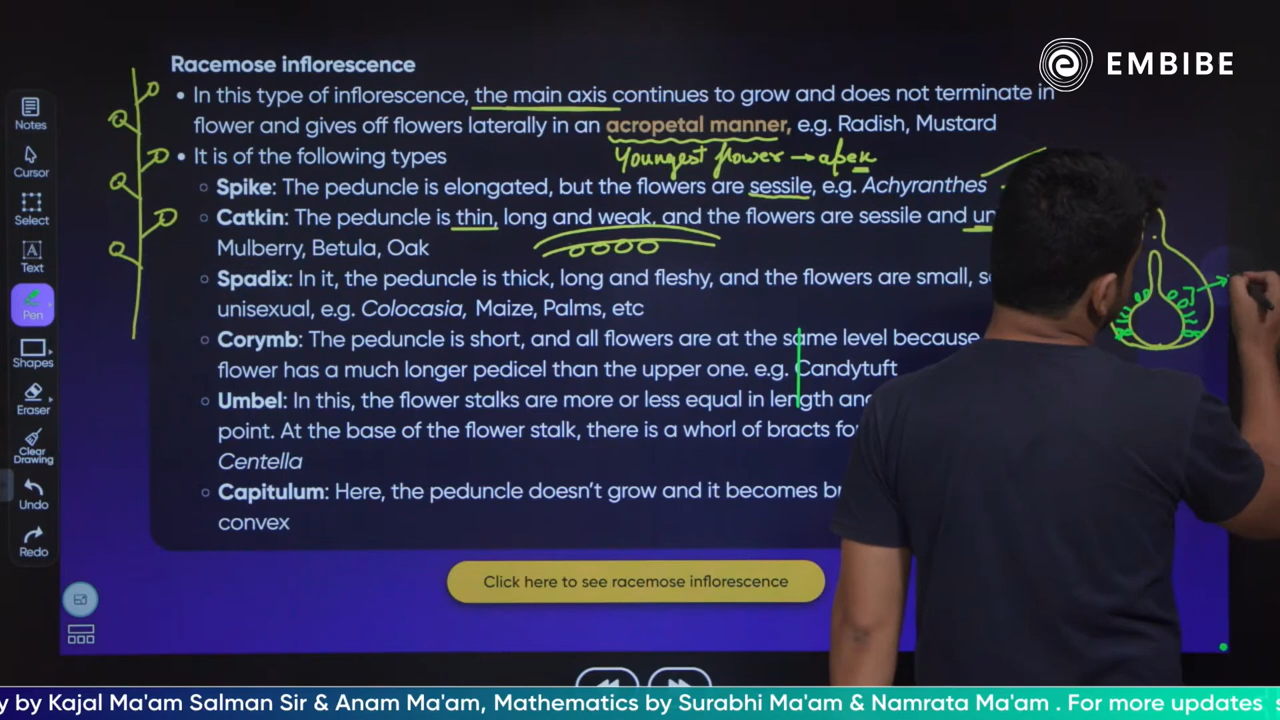 EMBIBE
Racemose inflorescence
• In this type of inflorescence, the main axis continues to grow and does not terminate in
flower and gives off flowers laterally in an acropetal manner, e.g. Radish, Mustard
Youngest flower → apex
• It is of the following types
Spike: The peduncle is elongated, but the flowers are sessile, e.g. Achyranthes
Catkin: The peduncle is thin, long and weak, and the flowers are sessile and un
Mulberry, Betula, Oak
Spadix: In it, the peduncle is thick, long and fleshy, and the flowers are small, s
unisexual, e.g. Colocasia, Maize, Palms, etc
Corymb: The peduncle is short, and all flowers are at the same level because
flower has a much longer pedicel than the upper one. e.g. Candytuft
Umbel: In this, the flower stalks are more or less equal in length and
point. At the base of the flower stalk, there is a whorl of bracts fo
Centella
Capitulum: Here, the peduncle doesn't grow and it becomes b
convex
Click here to see racemose inflorescence
Notes
Cursor
Select
Text
Pen
Shapes
Eraser
Clear
Drawing
Undo
Redo
y by Kajal Ma'am Salman Sir & Anam Ma'am, Mathematics by Surabhi Ma'am & Namrata Ma'am . For more updates